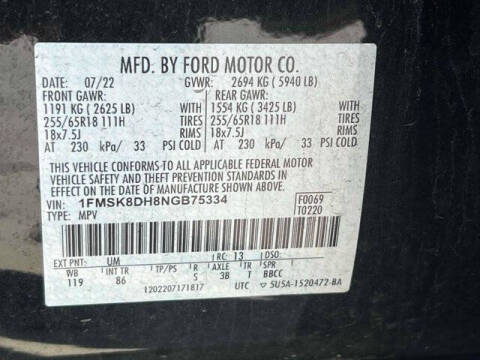 MFD. BY FORD MOTOR CO.
DATE: 07/22 GVWR: 2694 KG ( 5940 LB)
FRONT GAWR: REAR GAWR:
1191 KG ( 2625 LB) WITH 1554 KG ( 3425 LB) WITH
255/65R18 111H TIRES 255/65R18 111H TIRES
18x7.5J RIMS 18x7.5J RIMS
AT 230 kPa/ 33 PSI COLD AT 230 kPa/ 33 PSI COLD
THIS VEHICLE CONFORMS TO ALL APPLICABLE FEDERAL MOTOR
VEHICLE SAFETY AND THEFT PREVENTION STANDARDS IN
EFFECT ON THE DATE OF MANUFACTURE SHOWN ABOVE.
VIN: 1FMSK8DH8NGB75334 F0069
TYPE: MPV T0220
EXT PNT: UM RC: 13 DSO:
WB INT TR TP/PS R AXLE TR SPR
119 86 S 3B T BBCC
1202207171817 UTC 5U5A-1520472-BA